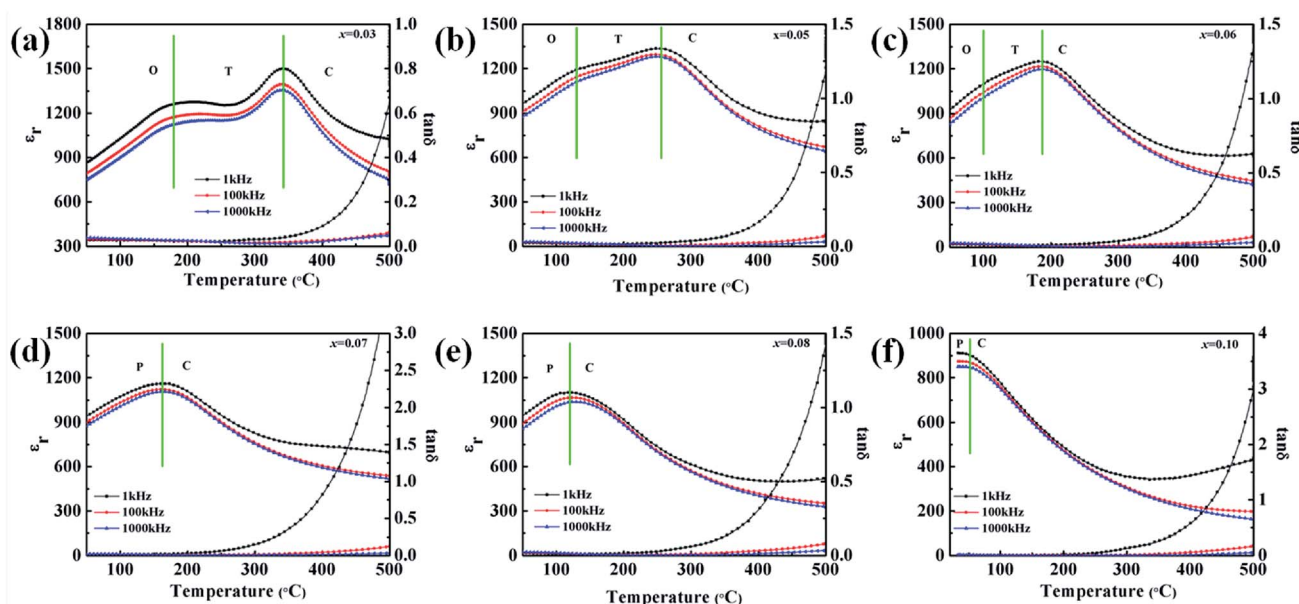 (a)
x=0.03
1800
1500
1200
900
600
300
εr
1.0
0.8
0.6
0.4
0.2
0.0
tanδ
O T C
1kHz
100kHz
1000kHz
100 200 300 400 500
Temperature (°C)
(b)
x=0.05
1500
1200
900
600
300
0
εr
1.5
1.0
0.5
0.0
tanδ
O T C
1kHz
100kHz
1000kHz
100 200 300 400 500
Temperature (°C)
(c)
x=0.06
1500
1200
900
600
300
0
εr
1.5
1.0
0.5
0.0
tanδ
O T C
1kHz
100kHz
1000kHz
100 200 300 400 500
Temperature (°C)
(d)
x=0.07
1500
1200
900
600
300
0
εr
3.0
2.5
2.0
1.5
1.0
0.5
0.0
tanδ
P C
1kHz
100kHz
1000kHz
100 200 300 400 500
Temperature (°C)
(e)
x=0.08
1500
1200
900
600
300
0
εr
1.5
1.0
0.5
0.0
tanδ
P C
1kHz
100kHz
1000kHz
100 200 300 400 500
Temperature (°C)
(f)
x=0.10
1000
800
600
400
200
0
εr
4
3
2
1
0
tanδ
P C
1kHz
100kHz
1000kHz
100 200 300 400 500
Temperature (°C)